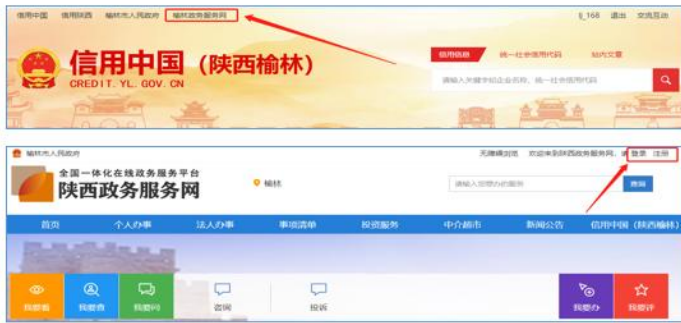 信用中国 信用陕西 榆林市人民政府 榆林政务服务网 退出 交流互动
信用信息 统一社会信用代码 站内文章
信用中国（陕西榆林）
CREDIT. YL. GOV. CN
请输入关键字如企业名称、统一社会信用代码
榆林市人民政府 无障碍浏览 欢迎来到陕西政务服务网，请 登录 注册
全国一体化在线政务服务平台
陕西政务服务网 榆林 请输入您想办的服务 查询
首页 个人办事 法人办事 事项清单 投资服务 中介超市 新闻公告 信用中国（陕西榆林）
我要看 我要查 我要问 咨询 投诉 我要办 我要评